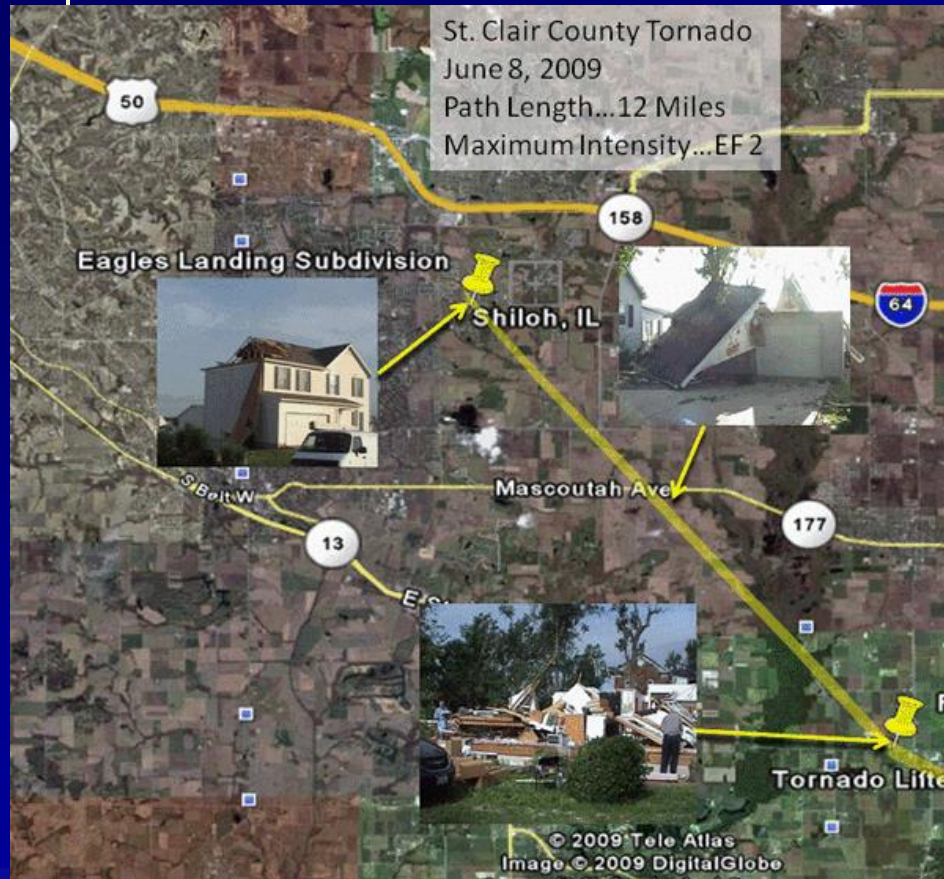 St. Clair County Tornado
June 8, 2009
Path Length...12 Miles
Maximum Intensity...EF 2
50
158
Eagles Landing Subdivision
64
Shiloh, IL
S Belt W
Mascoutah Ave
177
13
Tornado Lifte
© 2009 Tele Atlas
Image © 2009 DigitalGlobe